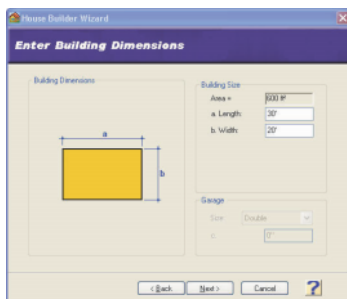 House Builder Wizard
Enter Building Dimensions
Building Dimensions
a
b
Building Size
Area = 600 ft²
a. Length: 30'
b. Width: 20'
Garage
Size: Double
c: 0"
< Back Next > Cancel ?